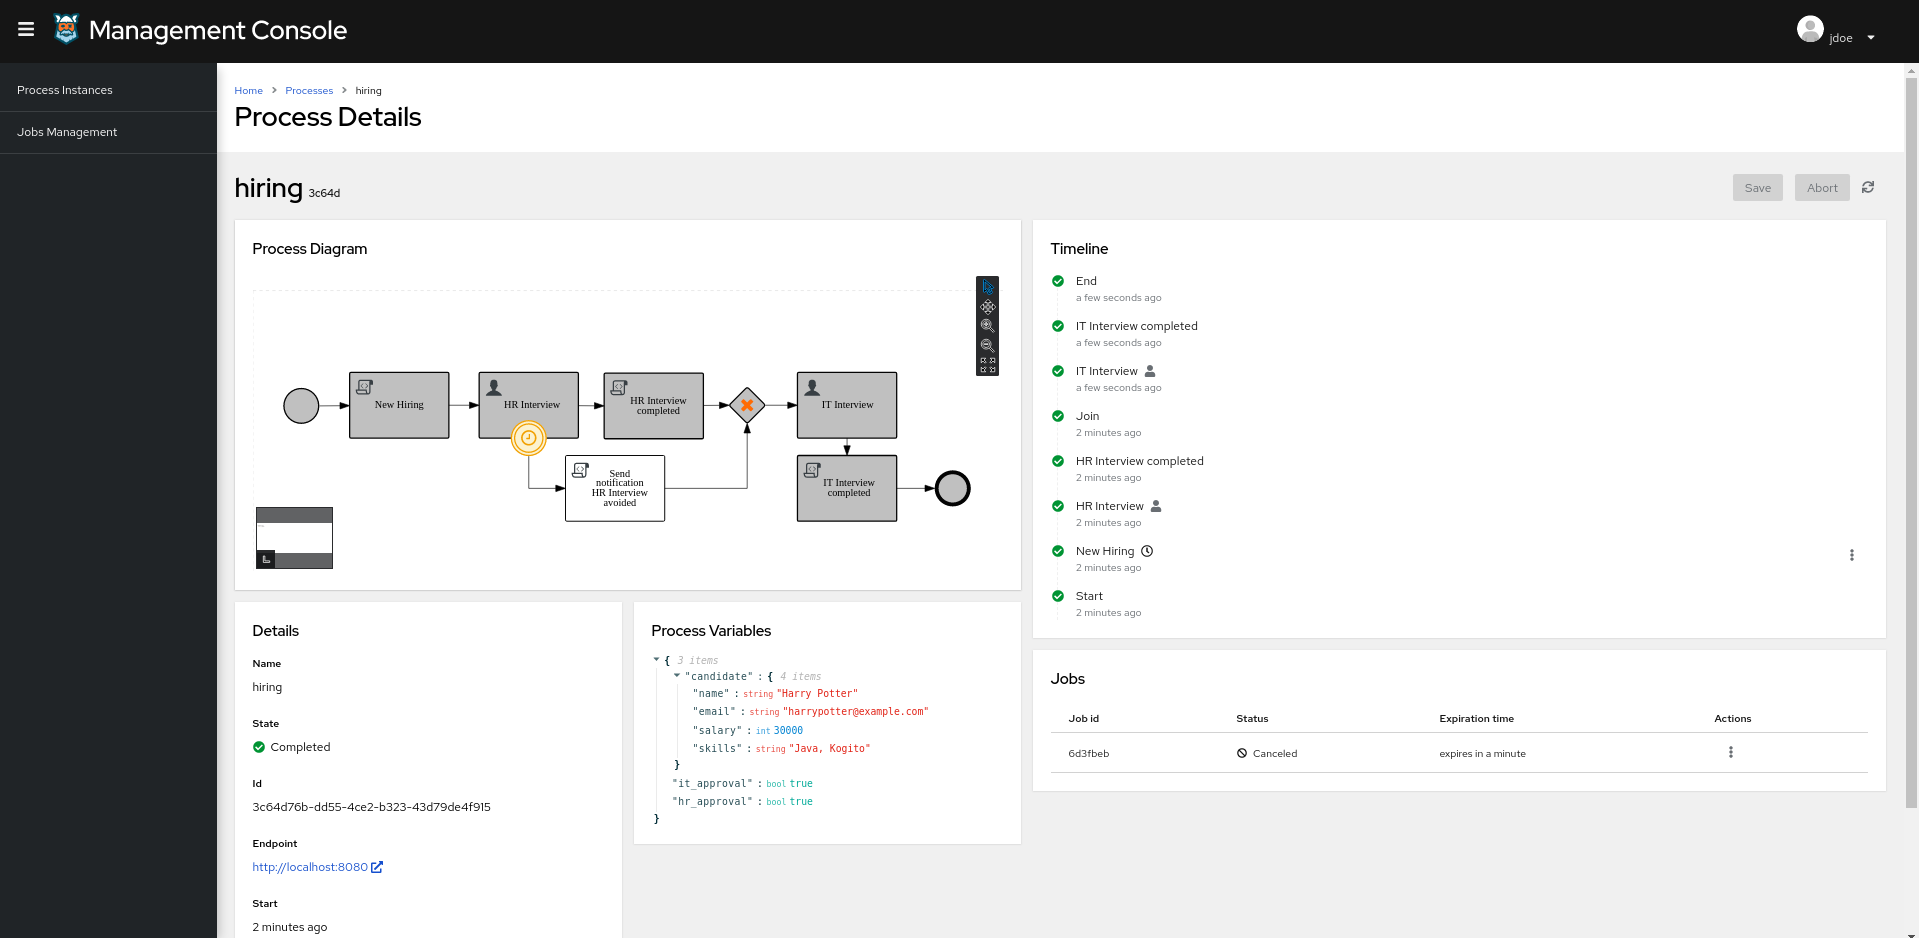 Management Console
jdoe
Process Instances
Jobs Management
Home > Processes > hiring
Process Details
hiring 3c64d
Save Abort
Process Diagram
New Hiring
HR Interview
HR Interview
completed
IT Interview
Send
notification
HR Interview
avoided
IT Interview
completed
Timeline
End
a few seconds ago
IT Interview completed
a few seconds ago
IT Interview
a few seconds ago
Join
2 minutes ago
HR Interview completed
2 minutes ago
HR Interview
2 minutes ago
New Hiring
2 minutes ago
Start
2 minutes ago
Details
Name
hiring
State
Completed
Id
3c64d76b-dd55-4ce2-b323-43d79de4f915
Endpoint
http://localhost:8080
Start
2 minutes ago
Process Variables
{ 3 items
"candidate" : { 4 items
"name" : string "Harry Potter"
"email" : string "harrypotter@example.com"
"salary" : int 30000
"skills" : string "Java, Kogito"
}
"it_approval" : bool true
"hr_approval" : bool true
}
Jobs
Job id Status Expiration time Actions
6d3fbeb Canceled expires in a minute